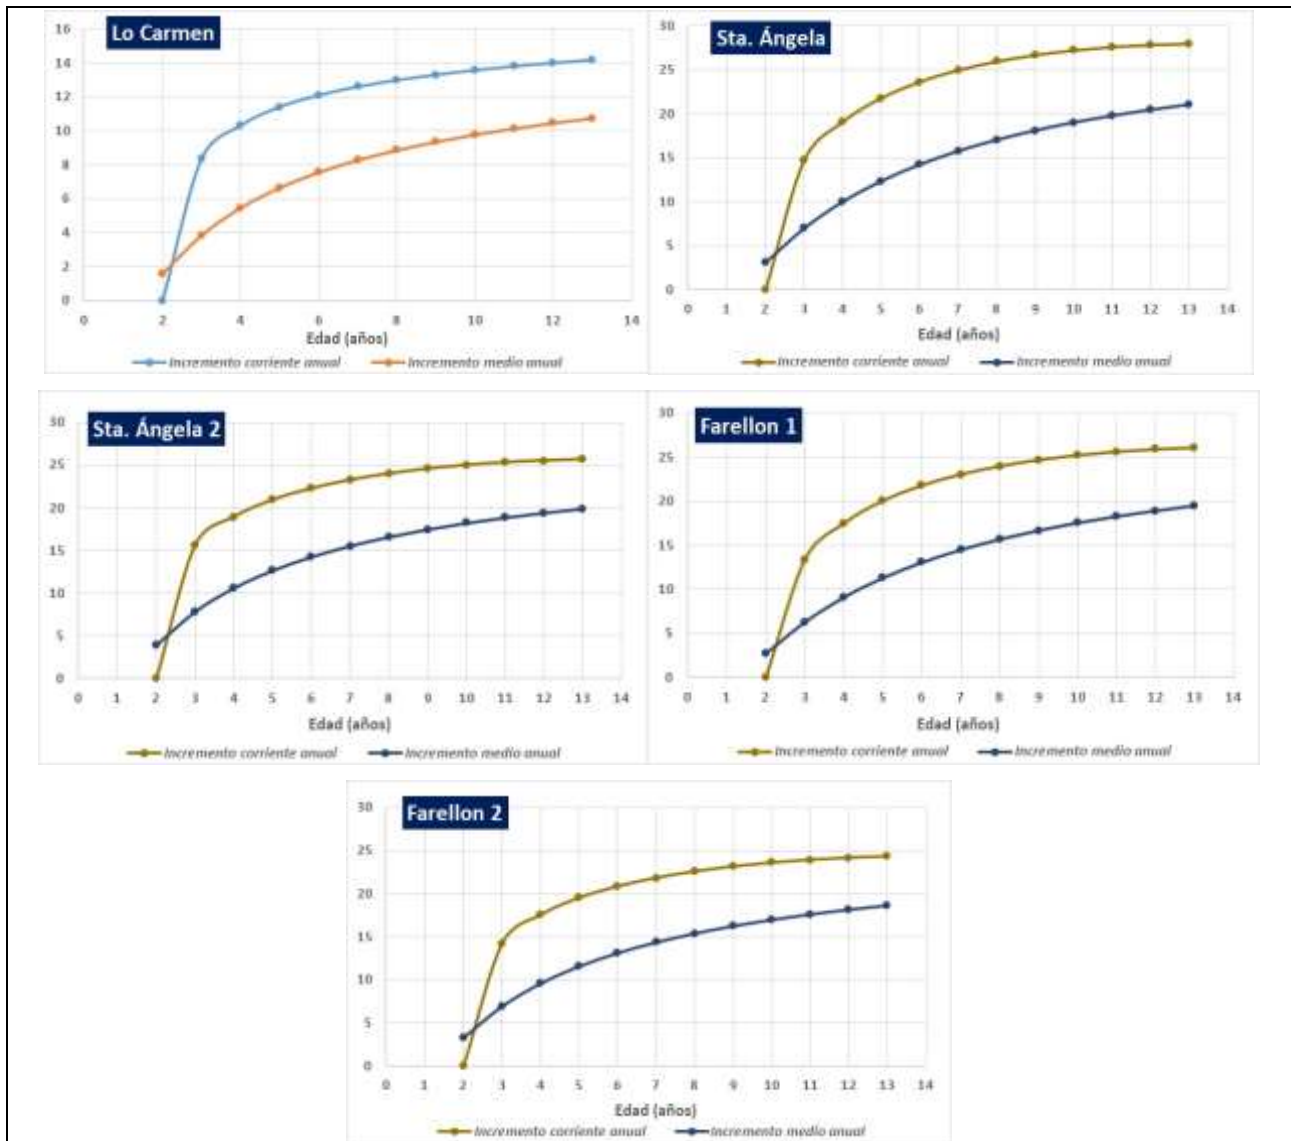 Lo Carmen
16
14
12
10
8
6
4
2
0
0 2 4 6 8 10 12 14
Edad (años)
Incremento corriente anual Incremento medio anual
Sta. Ángela
30
25
20
15
10
5
0
0 1 2 3 4 5 6 7 8 9 10 11 12 13 14
Edad (años)
Incremento corriente anual Incremento medio anual
Sta. Ángela 2
30
25
20
15
10
5
0
0 1 2 3 4 5 6 7 8 9 10 11 12 13 14
Edad (años)
Incremento corriente anual Incremento medio anual
Farellon 1
30
25
20
15
10
5
0
0 1 2 3 4 5 6 7 8 9 10 11 12 13 14
Edad (años)
Incremento corriente anual Incremento medio anual
Farellon 2
30
25
20
15
10
5
0
0 1 2 3 4 5 6 7 8 9 10 11 12 13 14
Edad (años)
Incremento corriente anual Incremento medio anual